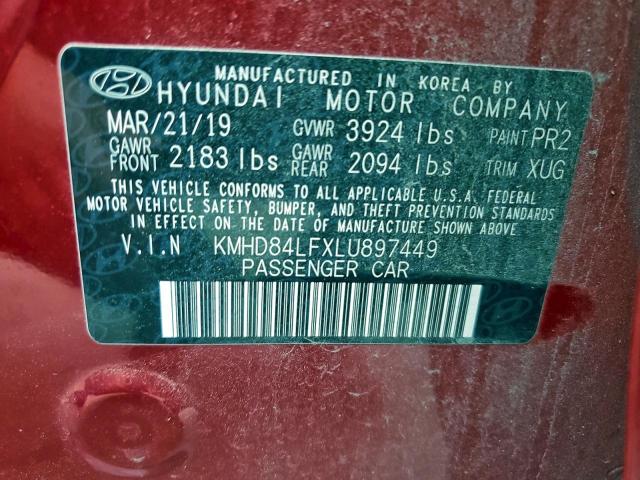 MANUFACTURED IN KOREA BY
HYUNDAI MOTOR COMPANY
MAR/21/19 GVWR 3924 lbs PAINT PR2
GAWR FRONT 2183 lbs GAWR REAR 2094 lbs TRIM XUG
THIS VEHICLE CONFORMS TO ALL APPLICABLE U.S.A. FEDERAL
MOTOR VEHICLE SAFETY, BUMPER, AND THEFT PREVENTION STANDARDS
IN EFFECT ON THE DATE OF MANUFACTURE SHOWN ABOVE
V.I.N KMHD84LFXLU897449
PASSENGER CAR